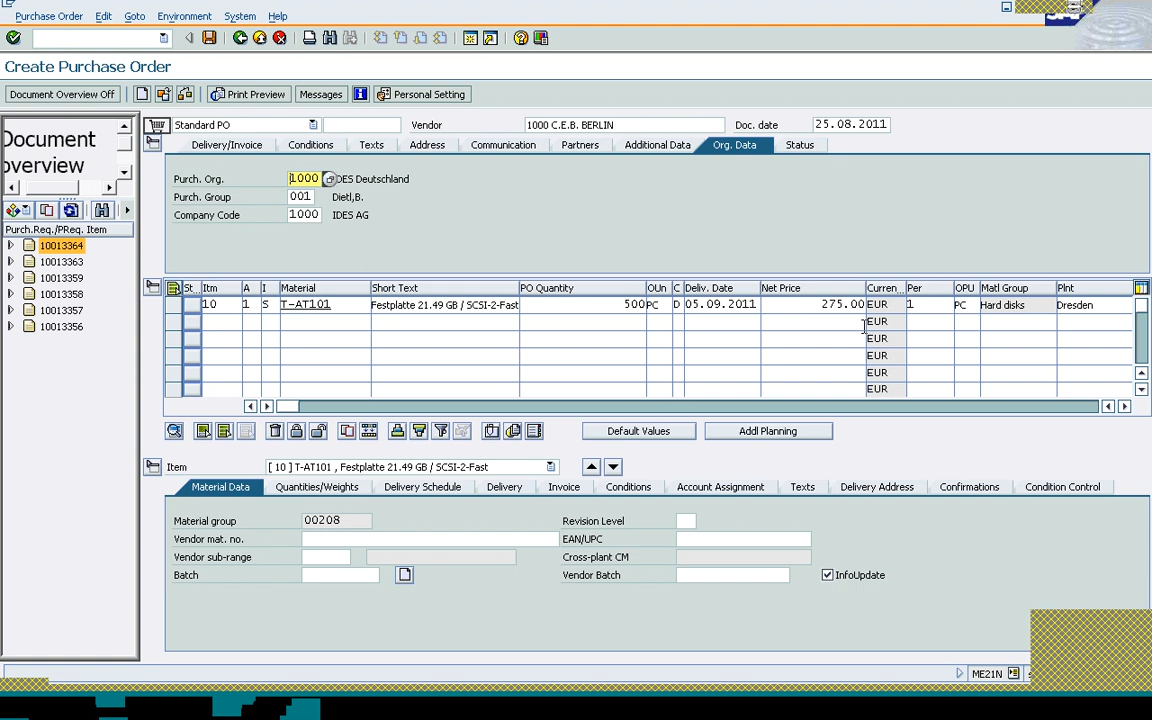 Purchase Order Edit Goto Environment System Help
Create Purchase Order
Document Overview Off Print Preview Messages Personal Setting
Document
overview
Standard PO Vendor 1000 C.E.B. BERLIN Doc. date 25.08.2011
Delivery/Invoice Conditions Texts Address Communication Partners Additional Data Org. Data Status
Purch. Org. 1000 DES Deutschland
Purch. Group 001 Dietl,B.
Company Code 1000 IDES AG
Purch.Req./PReq. Item
10013364
10013363
10013359
10013358
10013357
10013356
St... Itm A I Material Short Text PO Quantity OUn C Deliv. Date Net Price Curren... Per OPU Matl Group Plnt
10 1 S T-AT101 Festplatte 21.49 GB / SCSI-2-Fast 500 PC D 05.09.2011 275.00 EUR 1 PC Hard disks Dresden
EUR
EUR
EUR
EUR
EUR
Default Values Addl Planning
Item [ 10 ] T-AT101 , Festplatte 21.49 GB / SCSI-2-Fast
Material Data Quantities/Weights Delivery Schedule Delivery Invoice Conditions Account Assignment Texts Delivery Address Confirmations Condition Control
Material group 00208 Revision Level
Vendor mat. no. EAN/UPC
Vendor sub-range Cross-plant CM
Batch Vendor Batch InfoUpdate
ME21N